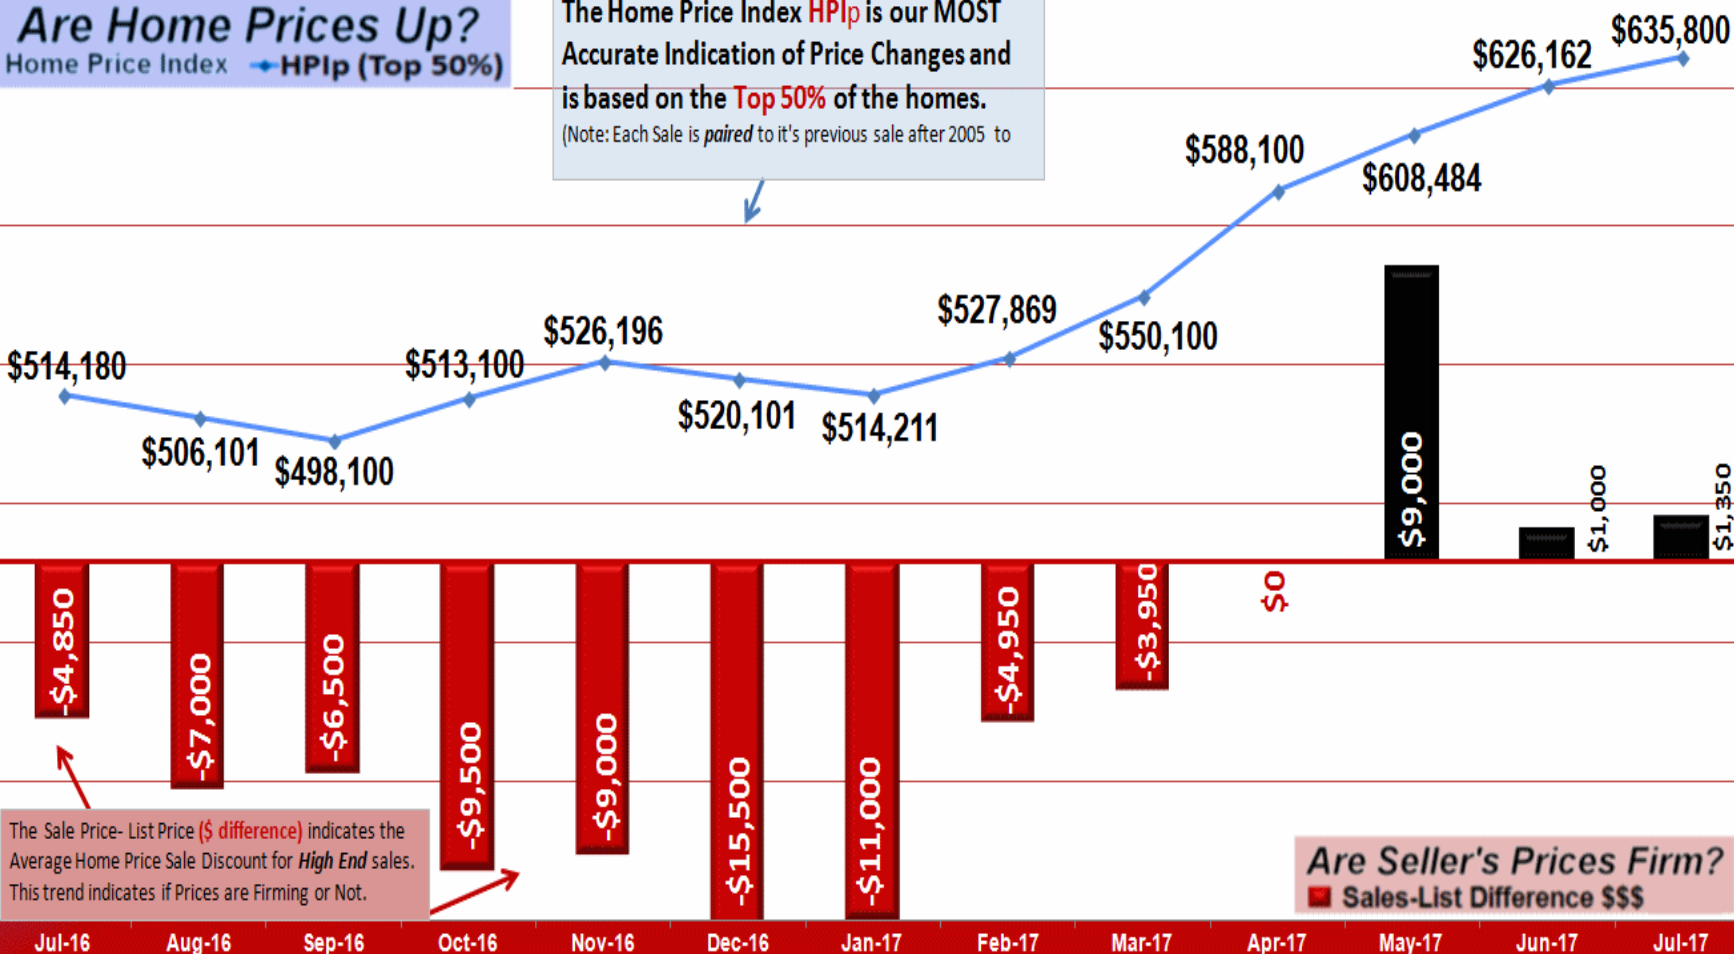 Are Home Prices Up?
Home Price Index HPIp (Top 50%)
The Home Price Index HPIp is our MOST
Accurate Indication of Price Changes and
is based on the Top 50% of the homes.
(Note: Each Sale is paired to it's previous sale after 2005 to
$514,180
$506,101
$498,100
$513,100
$526,196
$520,101
$514,211
$527,869
$550,100
$588,100
$608,484
$626,162
$635,800
-$4,850
-$7,000
-$6,500
-$9,500
-$9,000
-$15,500
-$11,000
-$4,950
-$3,950
$0
$9,000
$1,000
$1,350
The Sale Price- List Price ($ difference) indicates the
Average Home Price Sale Discount for High End sales.
This trend indicates if Prices are Firming or Not.
Are Seller's Prices Firm?
Sales-List Difference $$$
Jul-16 Aug-16 Sep-16 Oct-16 Nov-16 Dec-16 Jan-17 Feb-17 Mar-17 Apr-17 May-17 Jun-17 Jul-17